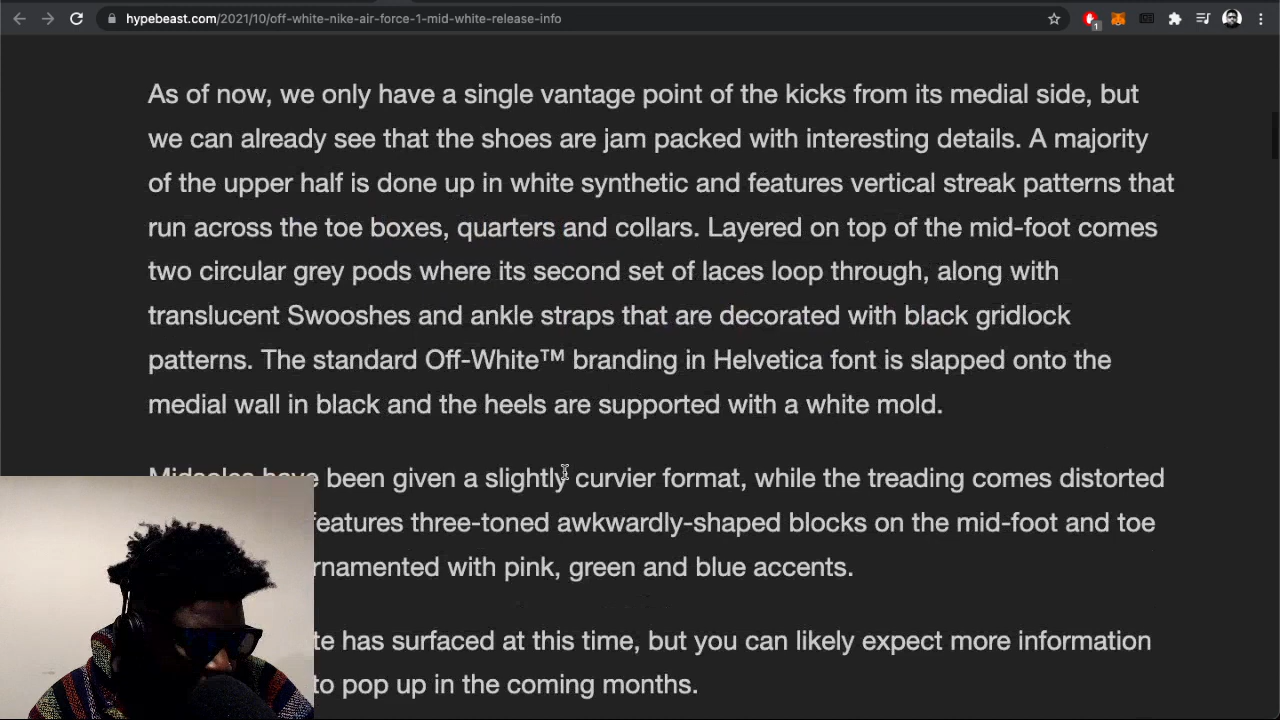 hypebeast.com/2021/10/off-white-nike-air-force-1-mid-white-release-info
1
As of now, we only have a single vantage point of the kicks from its medial side, but
we can already see that the shoes are jam packed with interesting details. A majority
of the upper half is done up in white synthetic and features vertical streak patterns that
run across the toe boxes, quarters and collars. Layered on top of the mid-foot comes
two circular grey pods where its second set of laces loop through, along with
translucent Swooshes and ankle straps that are decorated with black gridlock
patterns. The standard Off-White™ branding in Helvetica font is slapped onto the
medial wall in black and the heels are supported with a white mold.
Midsoles have been given a slightly curvier format, while the treading comes distorted
features three-toned awkwardly-shaped blocks on the mid-foot and toe
rnamented with pink, green and blue accents.
te has surfaced at this time, but you can likely expect more information
to pop up in the coming months.